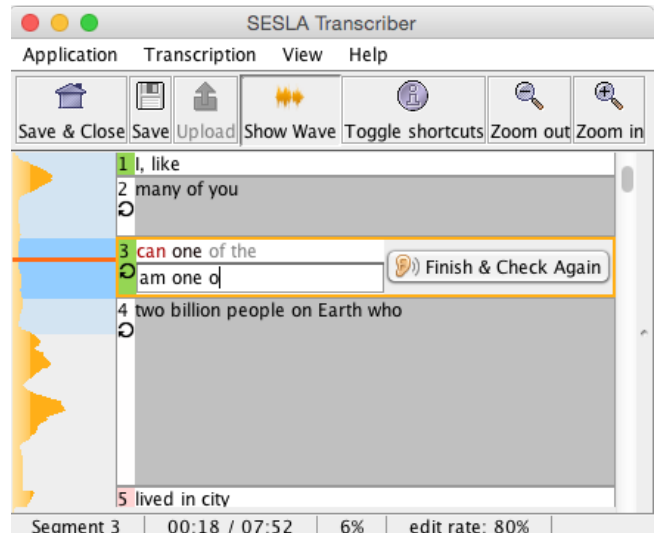 SESLA Transcriber
Application Transcription View Help
Save & Close Save Upload Show Wave Toggle shortcuts Zoom out Zoom in
1 I, like
2 many of you
3 can one of the
am one o
Finish & Check Again
4 two billion people on Earth who
5 lived in city
Segment 3 00:18 / 07:52 6% edit rate: 80%